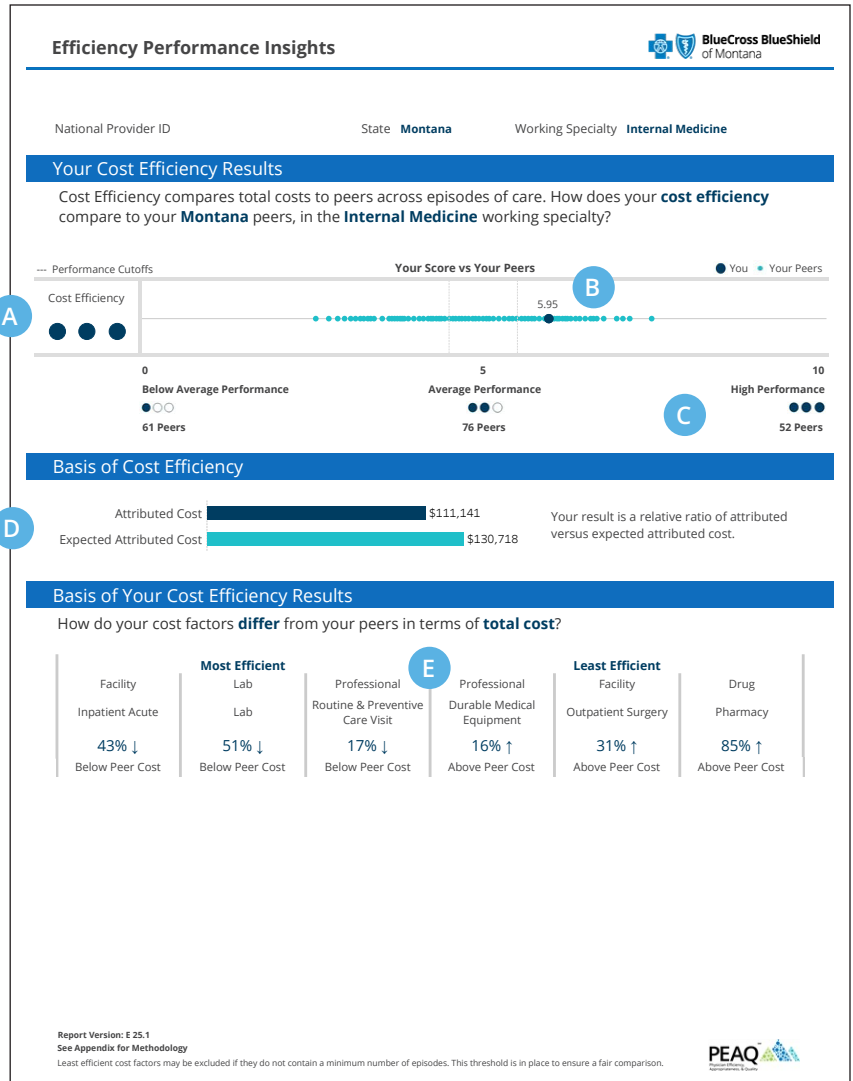 Efficiency Performance Insights
BlueCross BlueShield
of Montana
National Provider ID
State Montana
Working Specialty Internal Medicine
Your Cost Efficiency Results
Cost Efficiency compares total costs to peers across episodes of care. How does your cost efficiency
compare to your Montana peers, in the Internal Medicine working specialty?
--- Performance Cutoffs
Your Score vs Your Peers
You
Your Peers
A
Cost Efficiency
B
5.95
0
5
10
Below Average Performance
Average Performance
High Performance
C
61 Peers
76 Peers
52 Peers
Basis of Cost Efficiency
D
Attributed Cost
$111,141
Expected Attributed Cost
$130,718
Your result is a relative ratio of attributed
versus expected attributed cost.
Basis of Your Cost Efficiency Results
How do your cost factors differ from your peers in terms of total cost?
E
Most Efficient
Least Efficient
Facility
Lab
Professional
Professional
Facility
Drug
Inpatient Acute
Lab
Routine & Preventive
Care Visit
Durable Medical
Equipment
Outpatient Surgery
Pharmacy
43% ↓
51% ↓
17% ↓
16% ↑
31% ↑
85% ↑
Below Peer Cost
Below Peer Cost
Below Peer Cost
Above Peer Cost
Above Peer Cost
Above Peer Cost
Report Version: E 25.1
See Appendix for Methodology
Least efficient cost factors may be excluded if they do not contain a minimum number of episodes. This threshold is in place to ensure a fair comparison.
PEAQ™
Physician Efficiency,
Appropriateness, & Quality